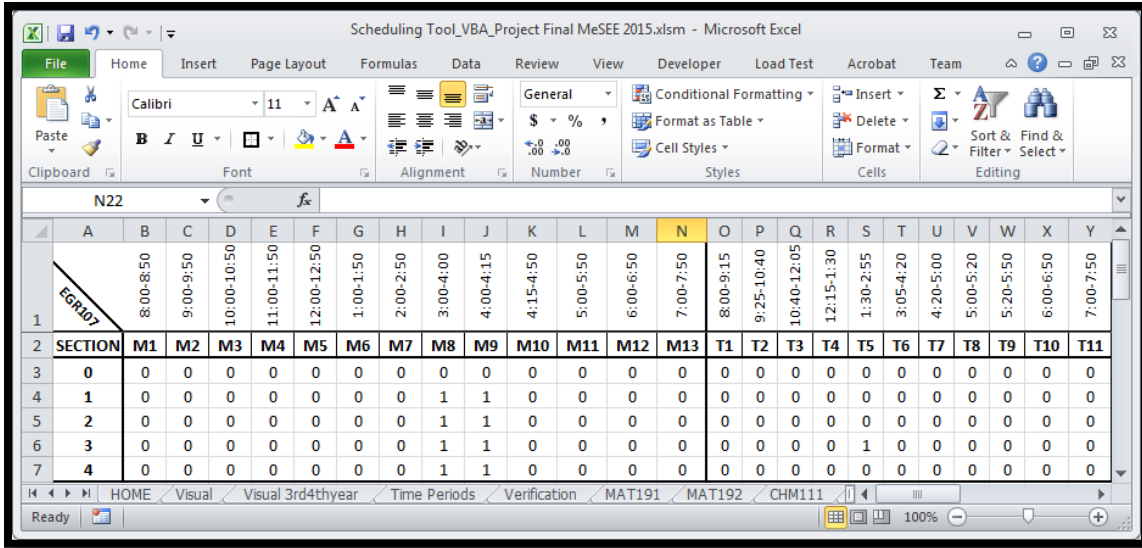 Scheduling Tool_VBA_Project Final MeSEE 2015.xlsm - Microsoft Excel
File Home Insert Page Layout Formulas Data Review View Developer Load Test Acrobat Team
Paste
Clipboard
Calibri 11 A A
B I U A
Font
Alignment
General
$ % ,
.00 .00
Number
Conditional Formatting
Format as Table
Cell Styles
Styles
Insert
Delete
Format
Cells
Σ
Sort & Filter
Find & Select
Editing
N22 fx
A B C D E F G H I J K L M N O P Q R S T U V W X Y
1 EGR107 8:00-8:50 9:00-9:50 10:00-10:50 11:00-11:50 12:00-12:50 1:00-1:50 2:00-2:50 3:00-4:00 4:00-4:15 4:15-4:50 5:00-5:50 6:00-6:50 7:00-7:50 8:00-9:15 9:25-10:40 10:40-12:05 12:15-1:30 1:30-2:55 3:05-4:20 4:20-5:00 5:00-5:20 5:20-5:50 6:00-6:50 7:00-7:50
2 SECTION M1 M2 M3 M4 M5 M6 M7 M8 M9 M10 M11 M12 M13 T1 T2 T3 T4 T5 T6 T7 T8 T9 T10 T11
3 0 0 0 0 0 0 0 0 0 0 0 0 0 0 0 0 0 0 0 0 0 0 0 0 0
4 1 0 0 0 0 0 0 0 1 1 0 0 0 0 0 0 0 0 0 0 0 0 0 0 0
5 2 0 0 0 0 0 0 0 1 1 0 0 0 0 0 0 0 0 0 0 0 0 0 0 0
6 3 0 0 0 0 0 0 0 1 1 0 0 0 0 0 0 0 0 1 0 0 0 0 0 0
7 4 0 0 0 0 0 0 0 1 1 0 0 0 0 0 0 0 0 0 0 0 0 0 0 0
HOME Visual Visual 3rd4thyear Time Periods Verification MAT191 MAT192 CHM111
Ready 100%